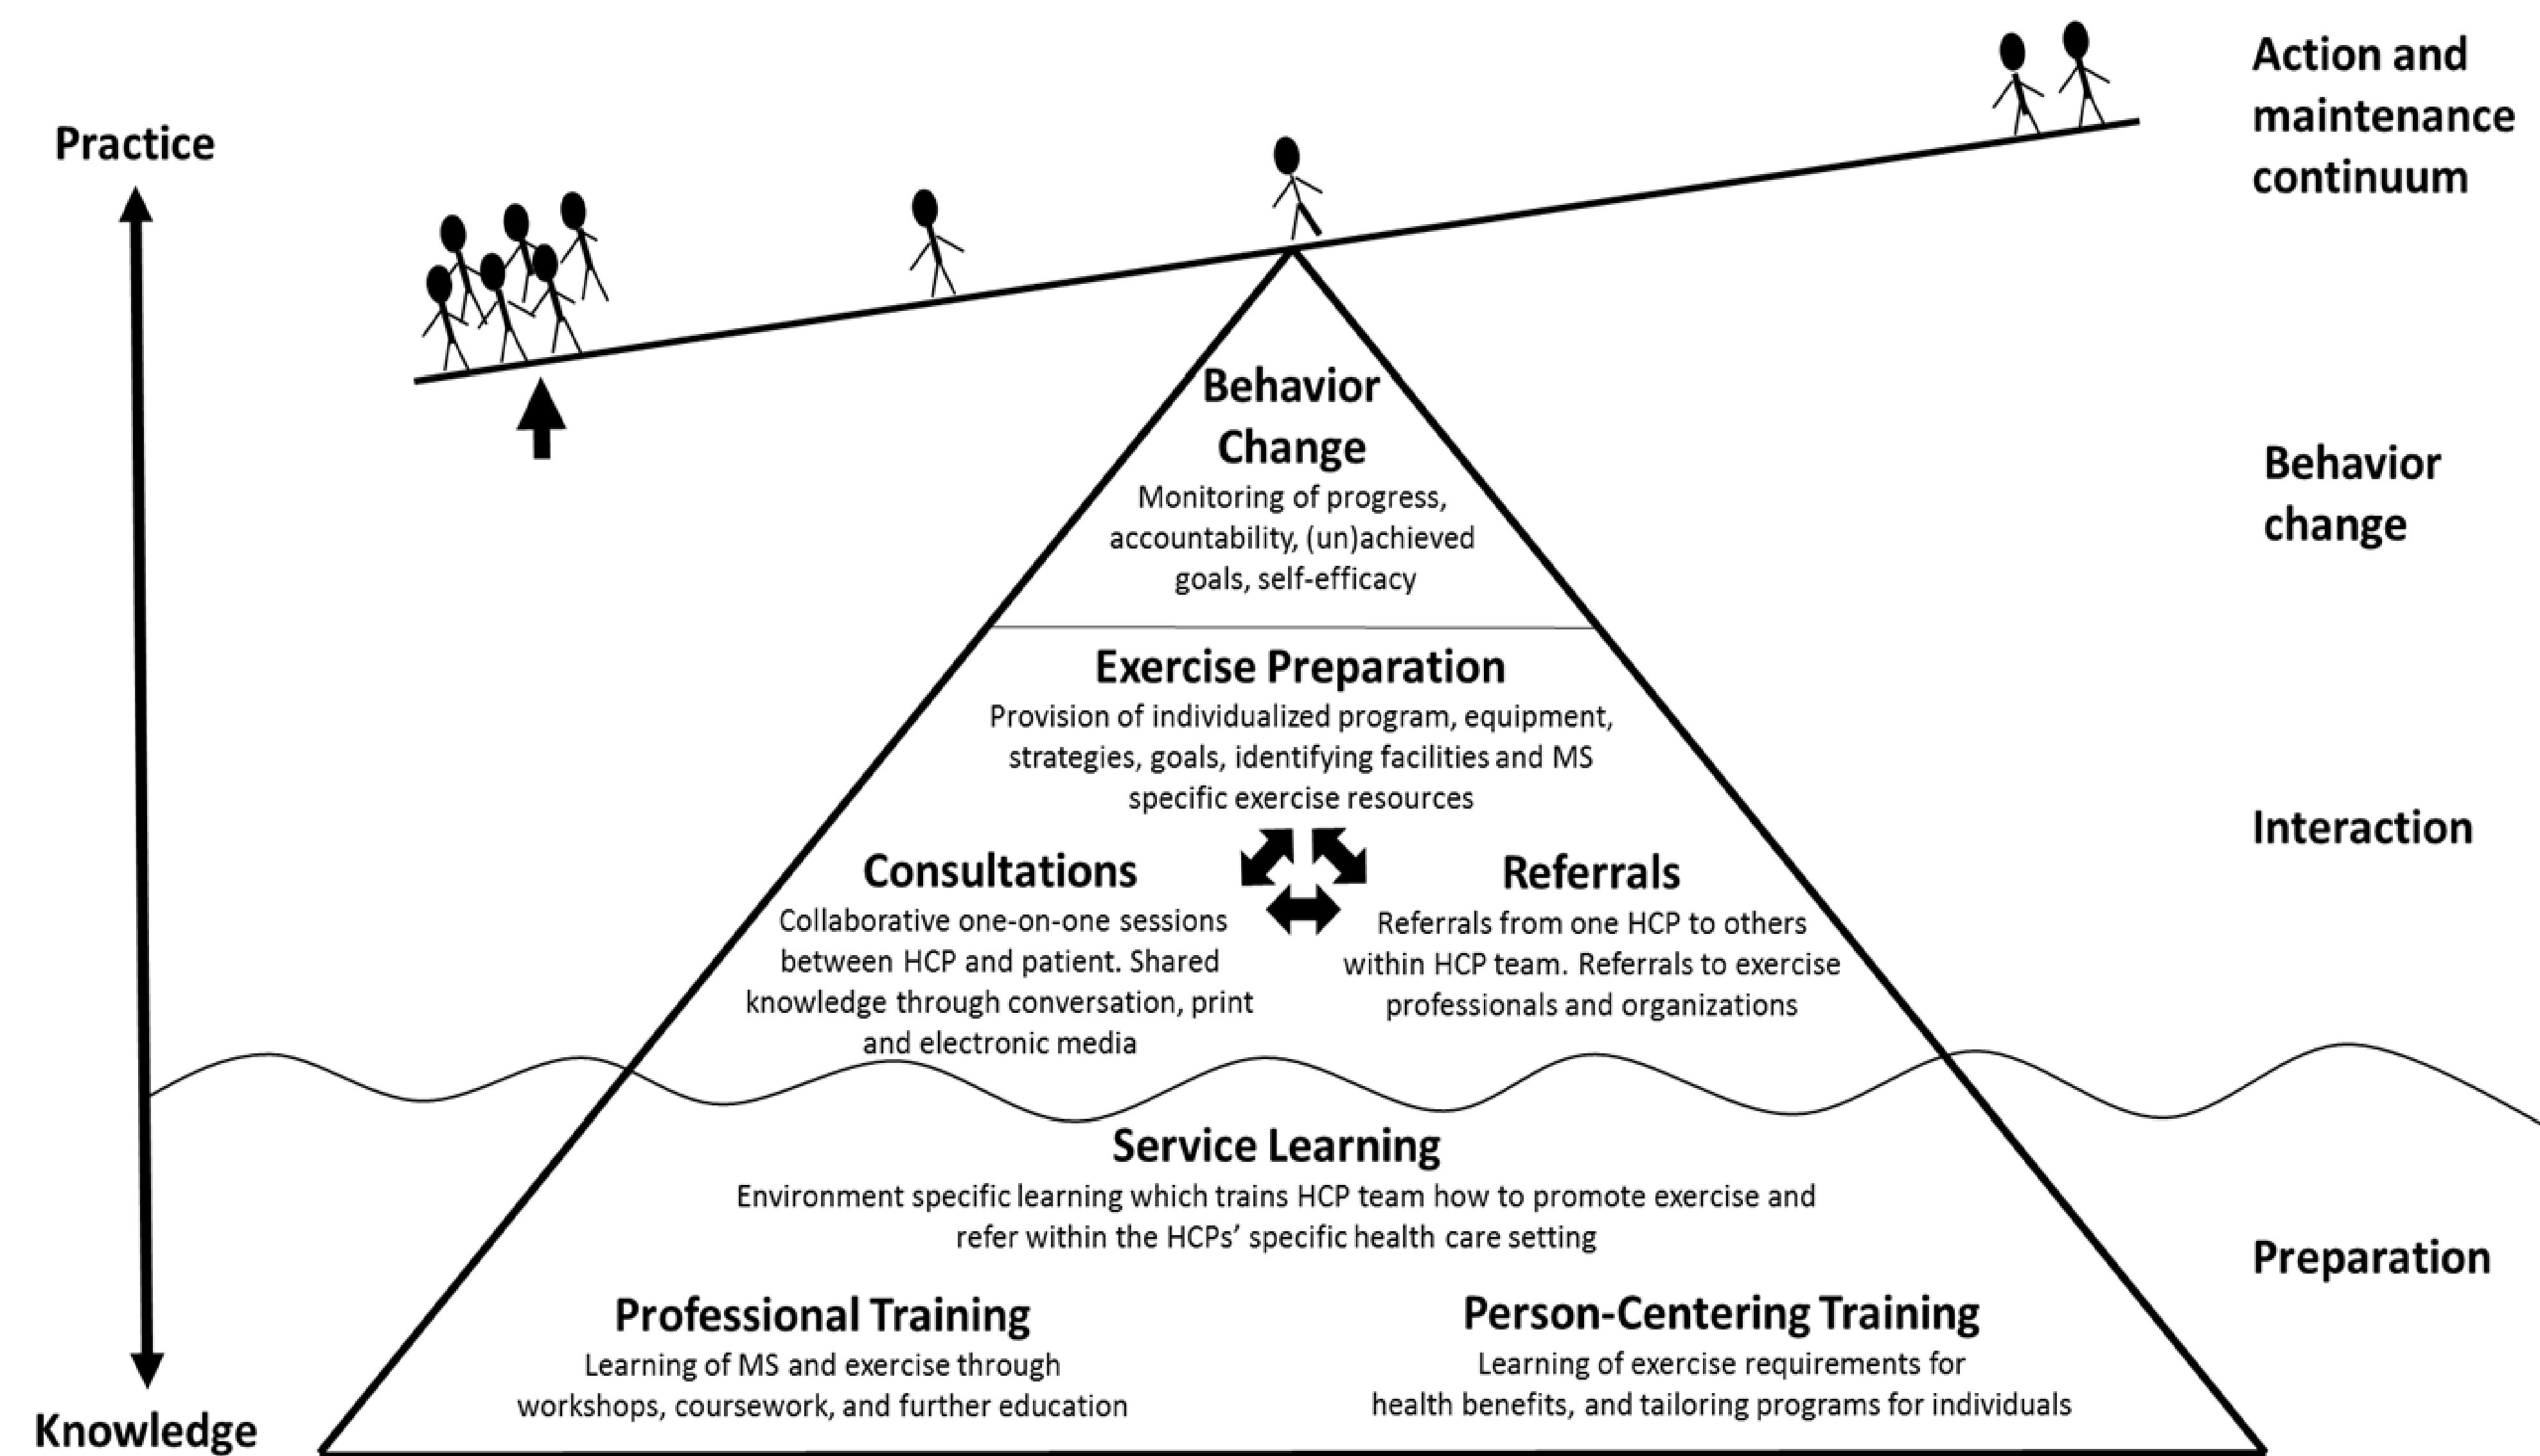 Action and
maintenance
continuum
Practice
Behavior
Change
Monitoring of progress,
accountability, (un)achieved
goals, self-efficacy
Behavior
change
Exercise Preparation
Provision of individualized program, equipment,
strategies, goals, identifying facilities and MS
specific exercise resources
Interaction
Consultations
Collaborative one-on-one sessions
between HCP and patient. Shared
knowledge through conversation, print
and electronic media
Referrals
Referrals from one HCP to others
within HCP team. Referrals to exercise
professionals and organizations
Service Learning
Environment specific learning which trains HCP team how to promote exercise and
refer within the HCPs’ specific health care setting
Preparation
Professional Training
Learning of MS and exercise through
workshops, coursework, and further education
Person-Centering Training
Learning of exercise requirements for
health benefits, and tailoring programs for individuals
Knowledge